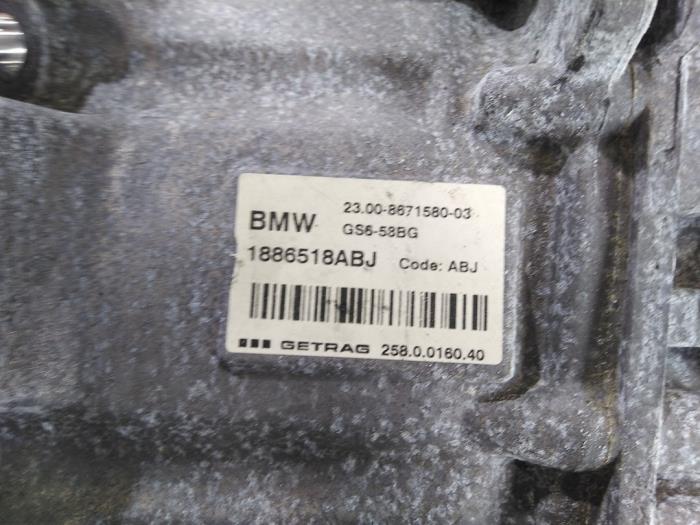 BMW 23.00-8671580-03
GS6-58BG
1886518ABJ Code: ABJ
GETRAG 258.0.0160.40